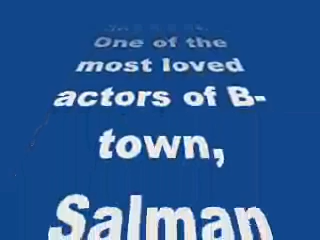 One of the
most loved
actors of B-
town,
Salman